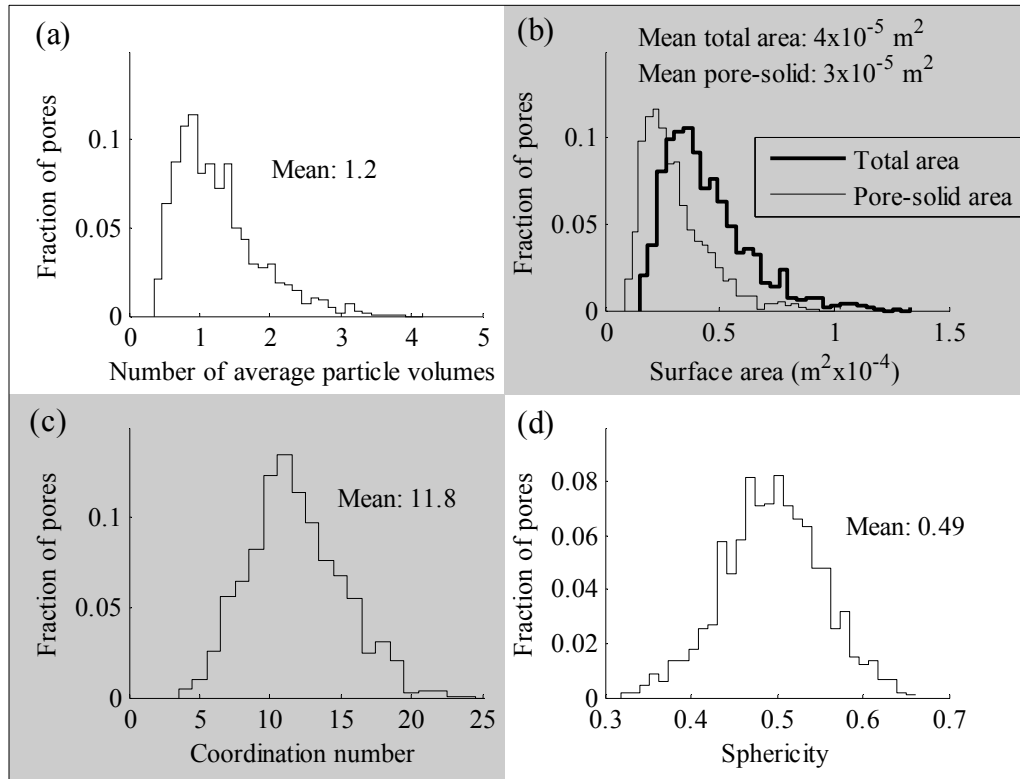 (a)
Fraction of pores
0.1
0.05
0
Mean: 1.2
0 1 2 3 4 5
Number of average particle volumes
(b)
Mean total area: 4x10⁻⁵ m²
Mean pore-solid: 3x10⁻⁵ m²
Fraction of pores
0.1
0.05
0
Total area
Pore-solid area
0 0.5 1 1.5
Surface area (m²x10⁻⁴)
(c)
Fraction of pores
0.1
0.05
0
Mean: 11.8
0 5 10 15 20 25
Coordination number
(d)
Fraction of pores
0.08
0.06
0.04
0.02
0
Mean: 0.49
0.3 0.4 0.5 0.6 0.7
Sphericity